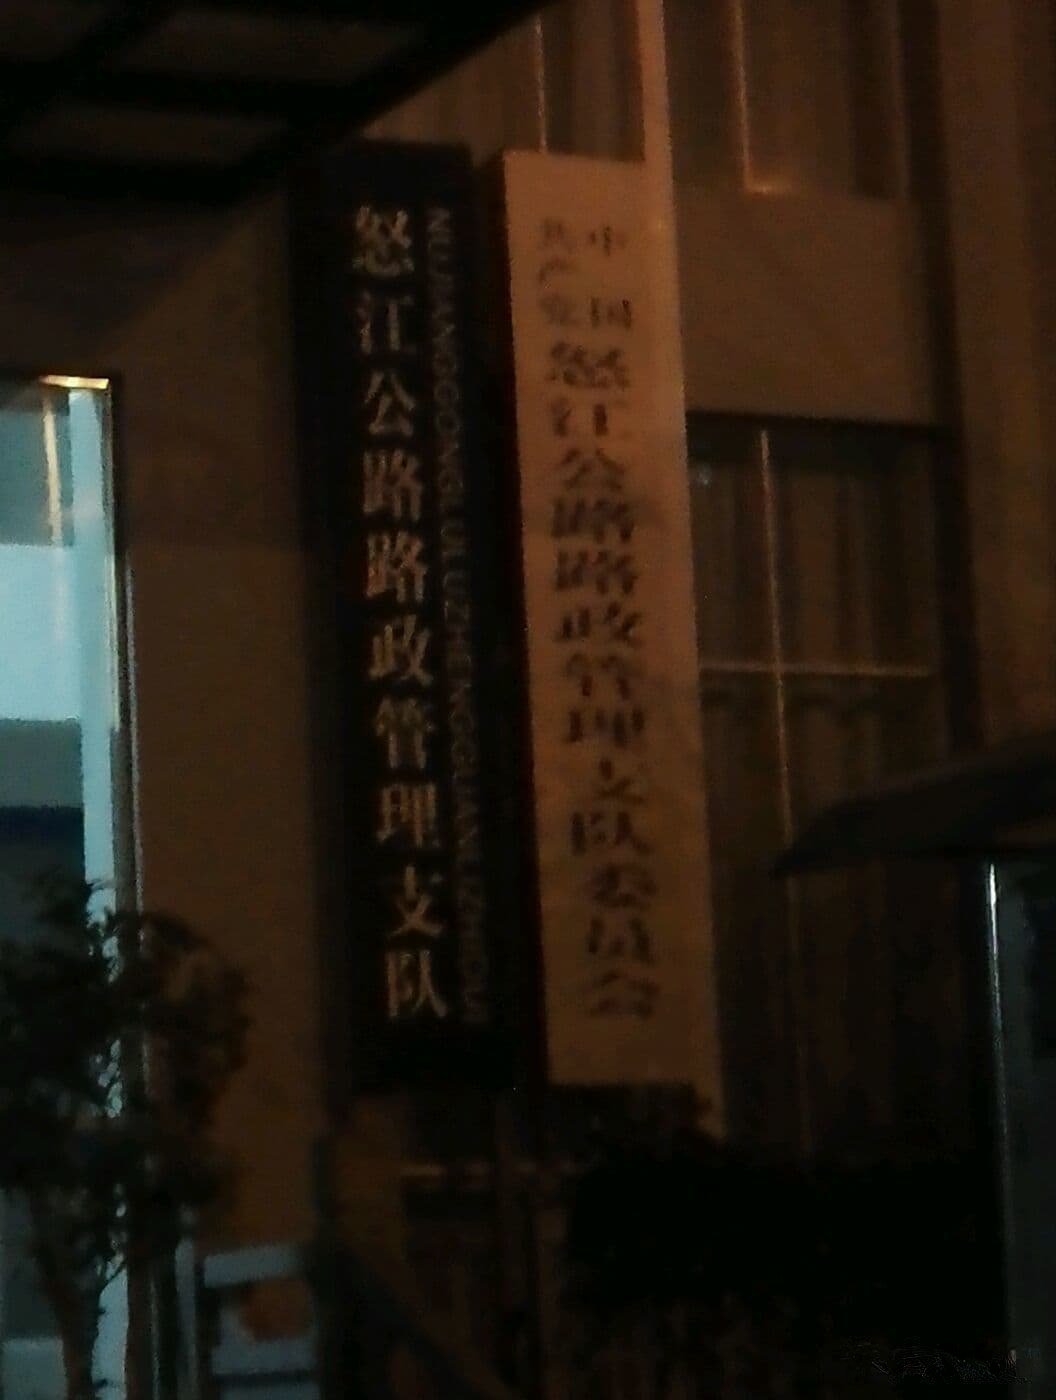 怒江公路路政管理支队
NUJIANGGONGLULUZHENGGUANLIZHIDUI
中国
共产党
怒江公路路政管理支队委员会